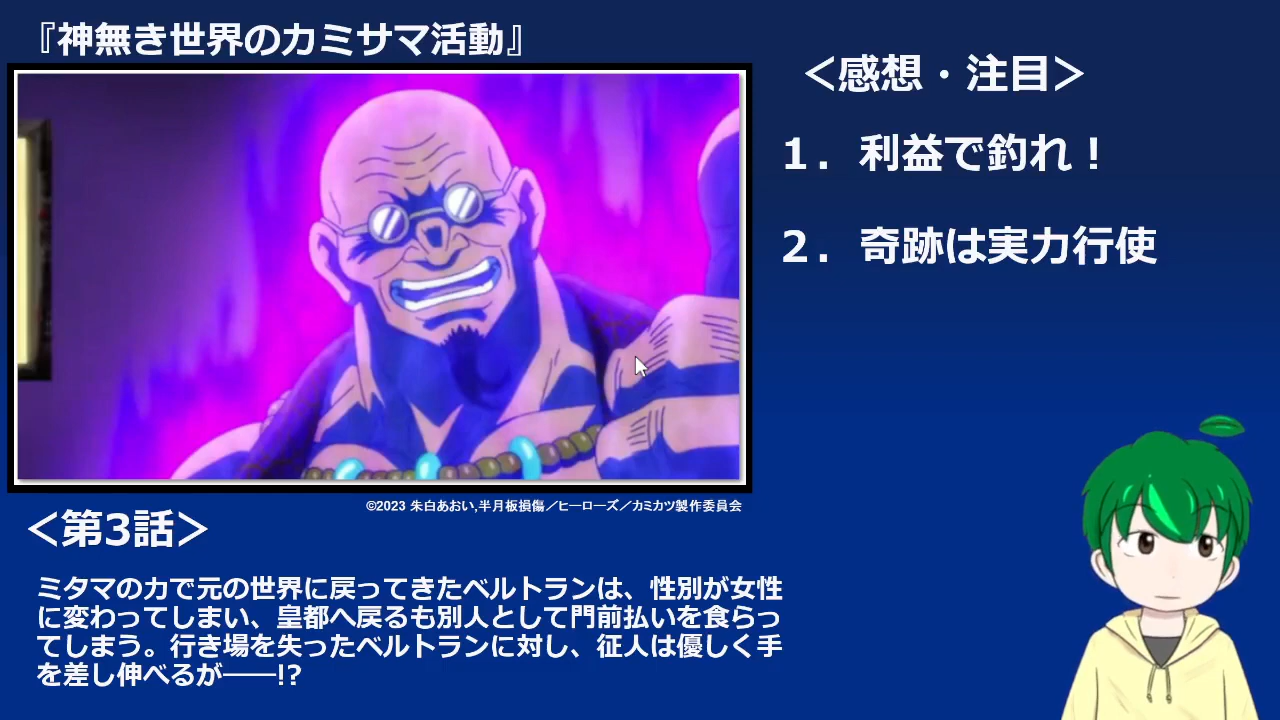 『神無き世界のカミサマ活動』
＜感想・注目＞
１．利益で釣れ！
２．奇跡は実力行使
©2023 朱白あおい,半月板損傷／ヒーローズ／カミカツ製作委員会
＜第3話＞
ミタマの力で元の世界に戻ってきたベルトランは、性別が女性
に変わってしまい、皇都へ戻るも別人として門前払いを食らっ
てしまう。行き場を失ったベルトランに対し、征人は優しく手
を差し伸べるが――!?